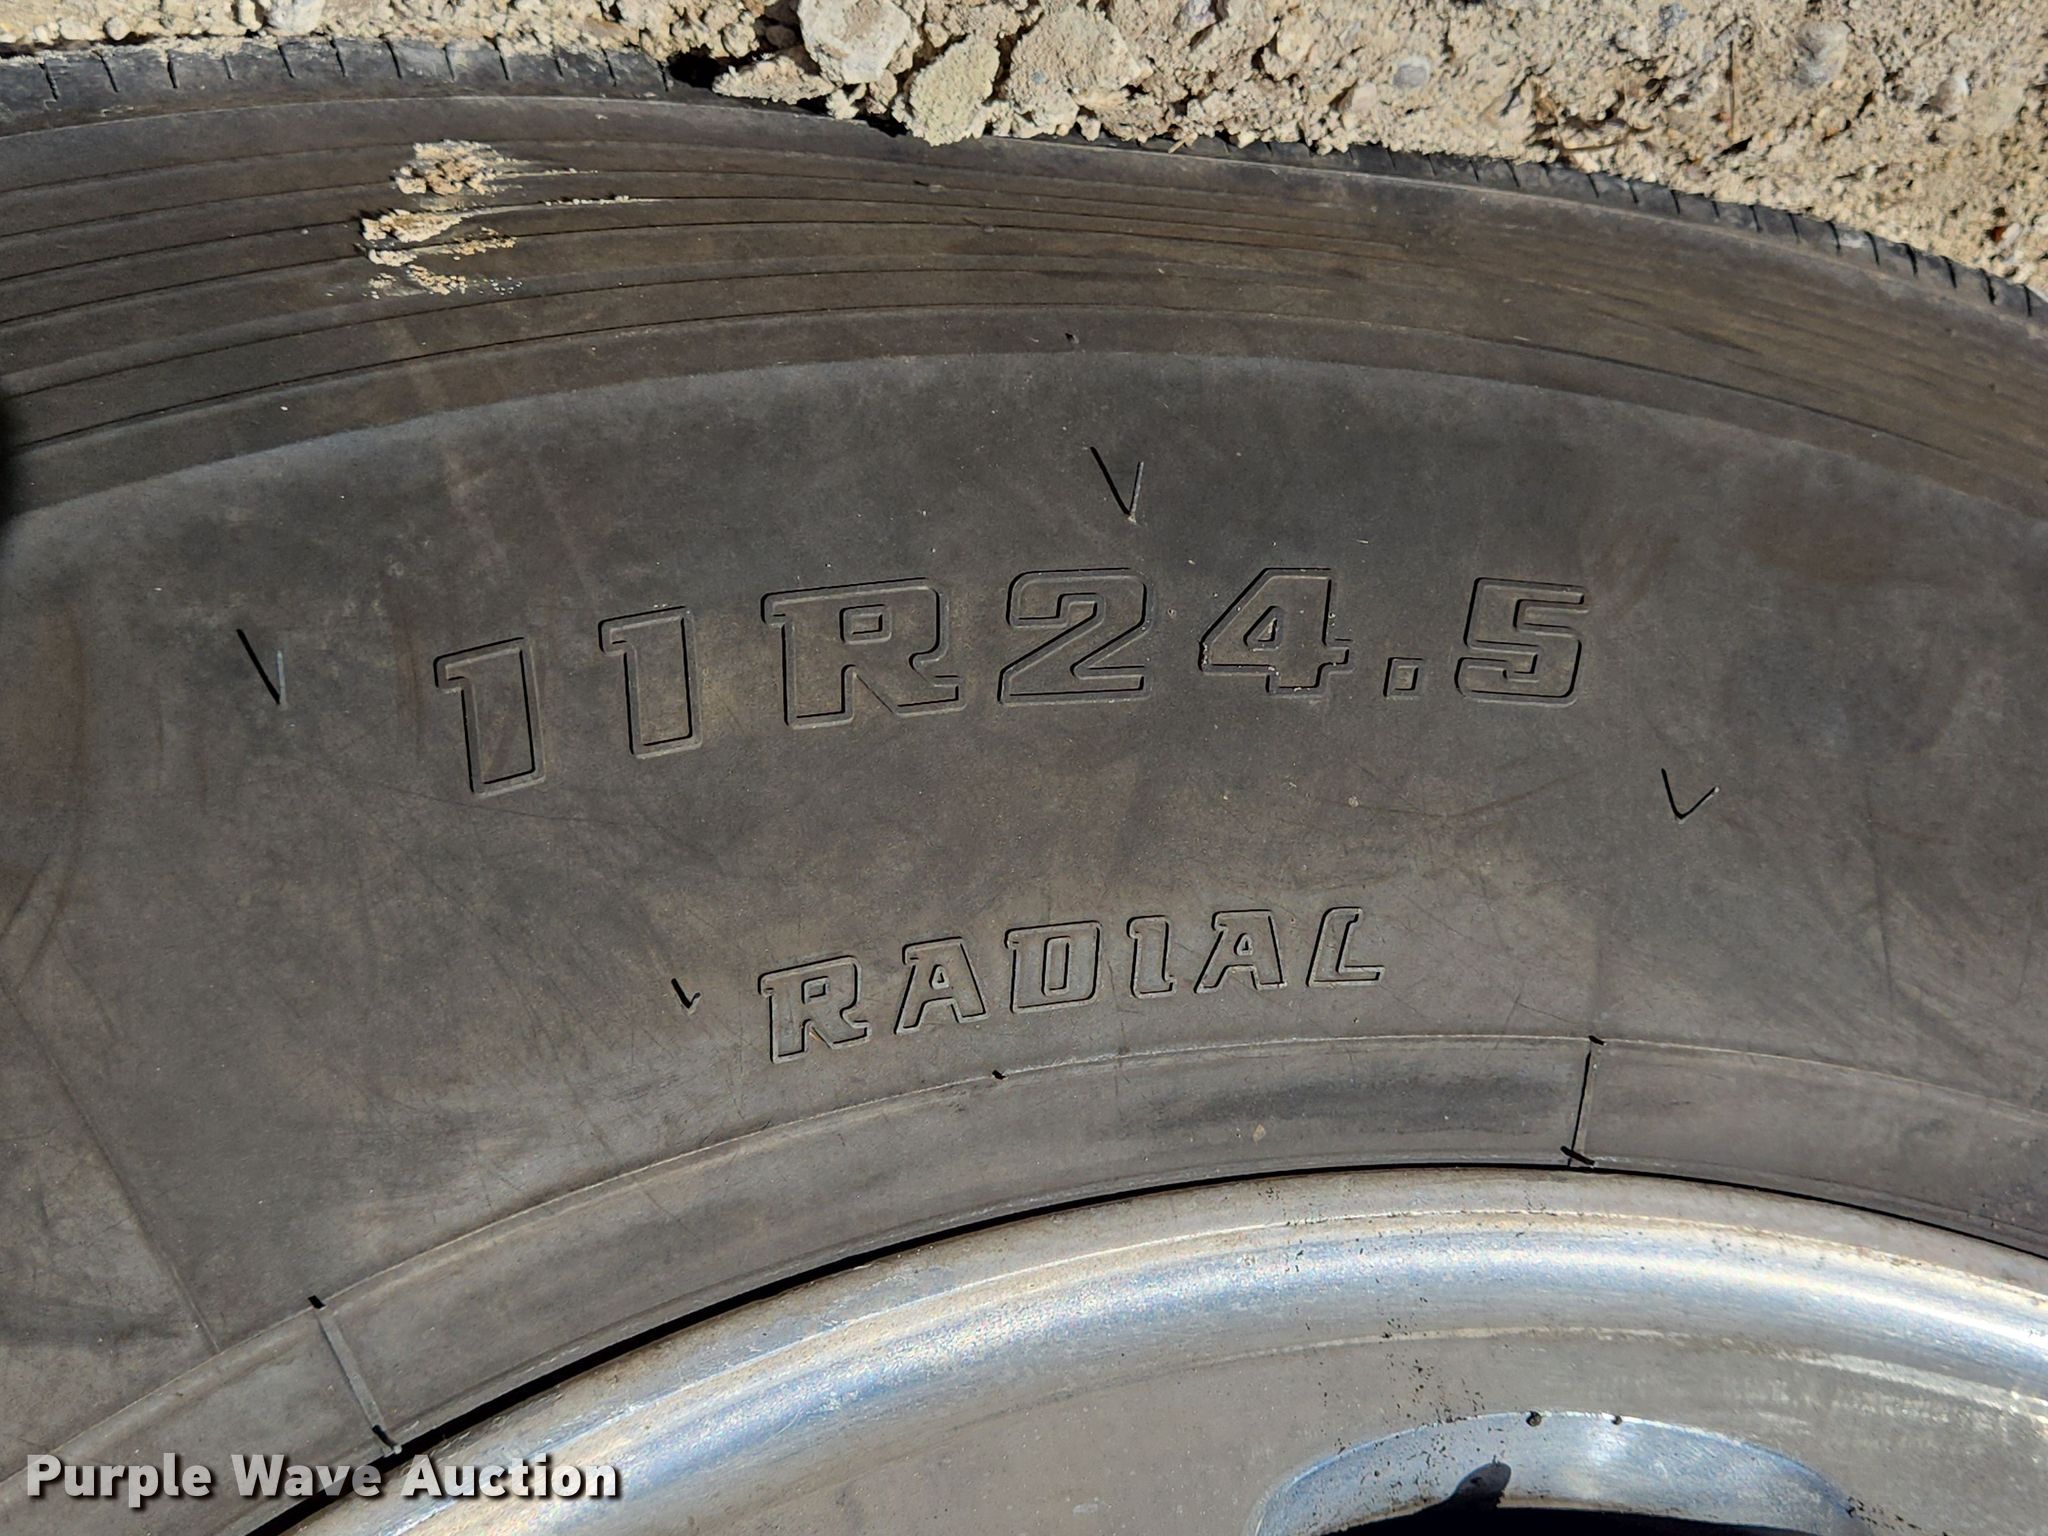 11R24.5
RADIAL
Purple Wave Auction